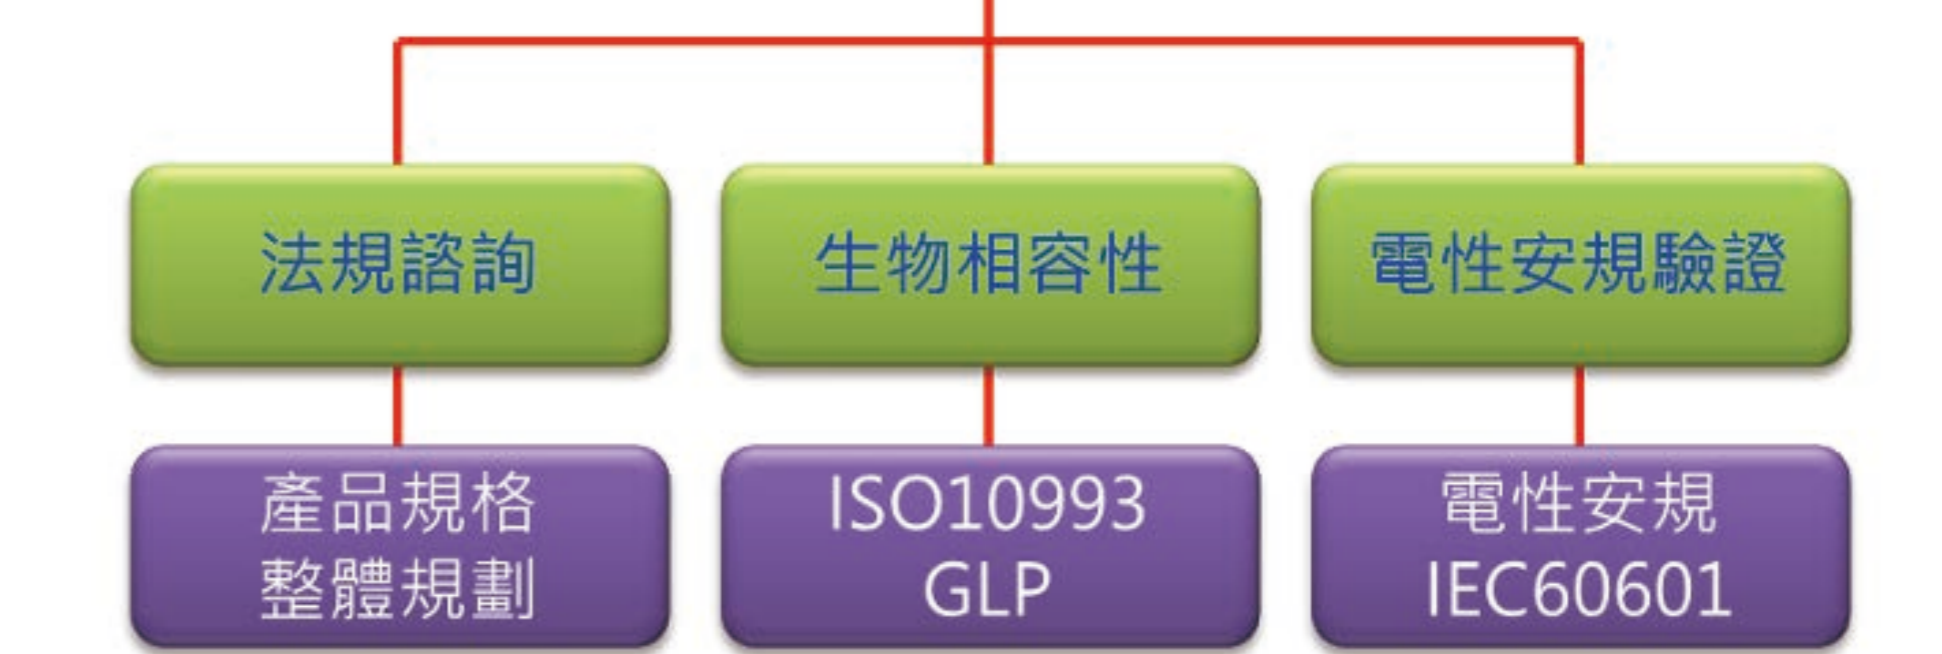 法規諮詢
生物相容性
電性安規驗證
產品規格
整體規劃
ISO10993
GLP
電性安規
IEC60601